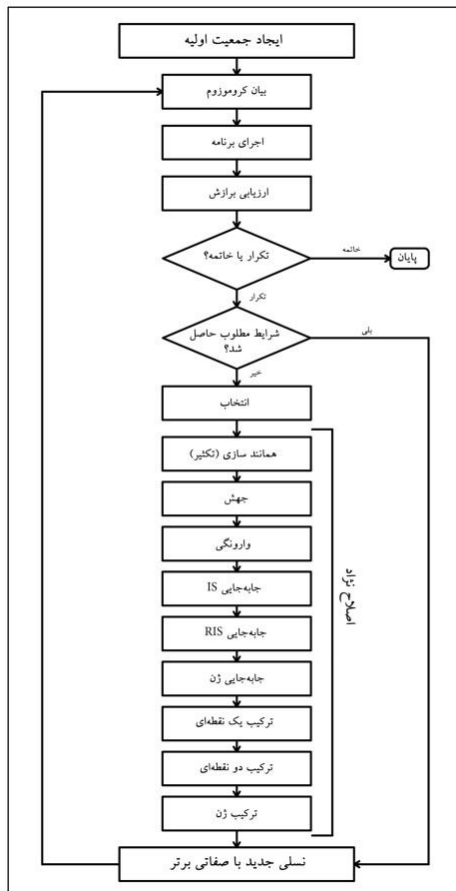 ایجاد جمعیت اولیه
بیان کروموزوم
اجرای برنامه
ارزیابی برازش
تکرار یا خاتمه؟
خاتمه
پایان
تکرار
شرایط مطلوب حاصل
شد؟
بلی
خیر
انتخاب
همانند سازی (تکثیر)
جهش
وارونگی
جابه‌جایی IS
جابه‌جایی RIS
جابه‌جایی ژن
ترکیب یک نقطه‌ای
ترکیب دو نقطه‌ای
ترکیب ژن
اصلاح نژاد
نسلی جدید با صفاتی برتر